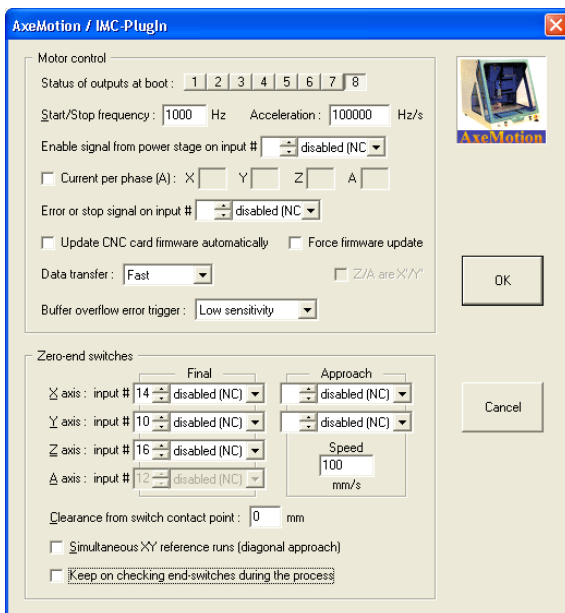 AxeMotion / IMC-PlugIn
Motor control
Status of outputs at boot : 1 2 3 4 5 6 7 8
AxeMotion
Start/Stop frequency : 1000 Hz Acceleration : 100000 Hz/s
Enable signal from power stage on input # disabled (NC
Current per phase (A) : X Y Z A
Error or stop signal on input # disabled (NC
Update CNC card firmware automatically Force firmware update
Data transfer : Fast Z/A are X'/Y'
OK
Buffer overflow error trigger : Low sensitivity
Zero-end switches
Final Approach
X axis : input # 14 disabled (NC)
Y axis : input # 10 disabled (NC)
Cancel
Z axis : input # 16 disabled (NC) Speed
100
A axis : input # 12 disabled (NC) mm/s
Clearance from switch contact point : 0 mm
Simultaneous XY reference runs (diagonal approach)
Keep on checking end-switches during the process